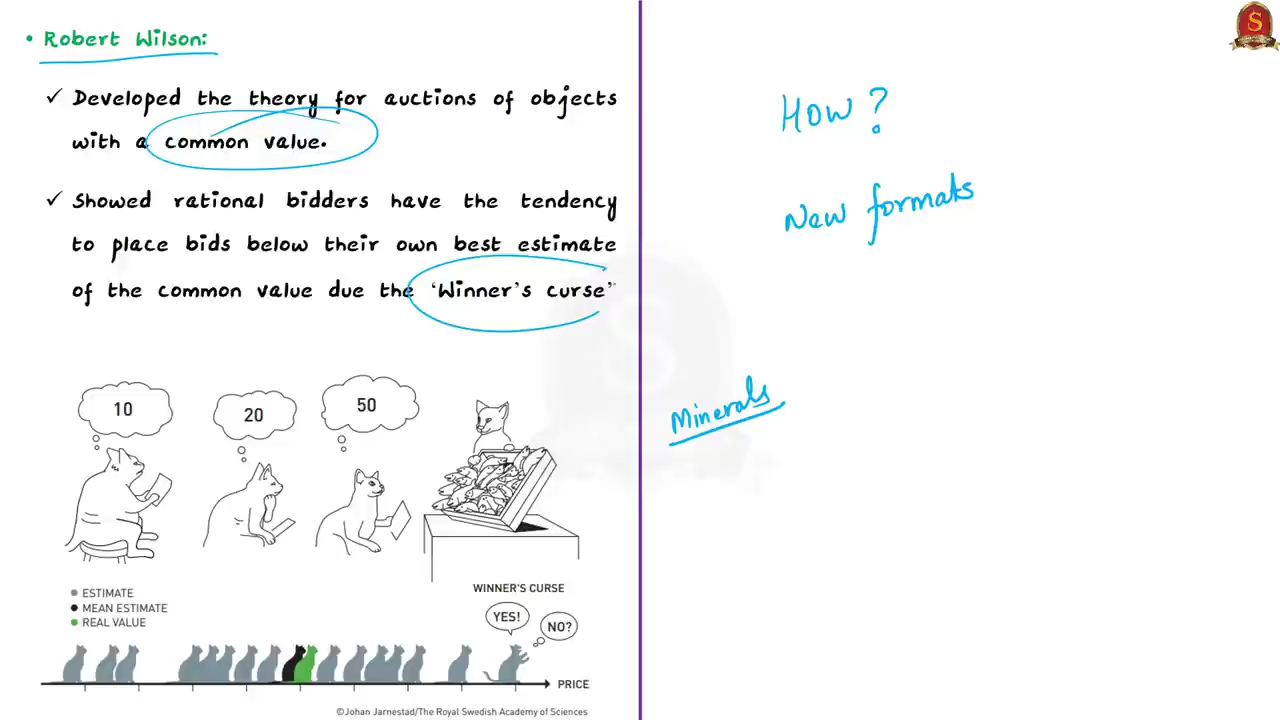 • Robert Wilson:
✓ Developed the theory for auctions of objects
with a common value.
✓ Showed rational bidders have the tendency
to place bids below their own best estimate
of the common value due the ‘Winner’s curse”
10
20
50
ESTIMATE
MEAN ESTIMATE
REAL VALUE
WINNER'S CURSE
YES!
NO?
PRICE
©Johan Jarnestad/The Royal Swedish Academy of Sciences
HOW ?
New formats
Minerals
S